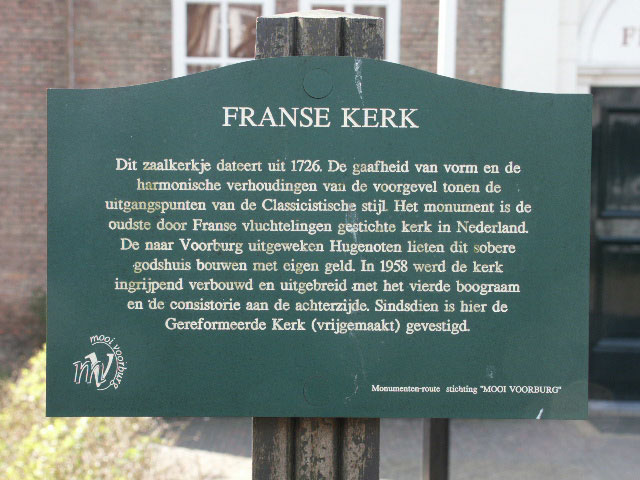 FRANSE KERK
Dit zaalkerkje dateert uit 1726. De gaafheid van vorm en de
harmonische verhoudingen van de voorgevel tonen de
uitgangspunten van de Classicistische stijl. Het monument is de
oudste door Franse vluchtelingen gestichte kerk in Nederland.
De naar Voorburg uitgeweken Hugenoten lieten dit sobere
godshuis bouwen met eigen geld. In 1958 werd de kerk
ingrijpend verbouwd en uitgebreid met het vierde boograam
en de consistorie aan de achterzijde. Sindsdien is hier de
Gereformeerde Kerk (vrijgemaakt) gevestigd.
mooi voorburg
mv
Monumenten-route stichting "MOOI VOORBURG"